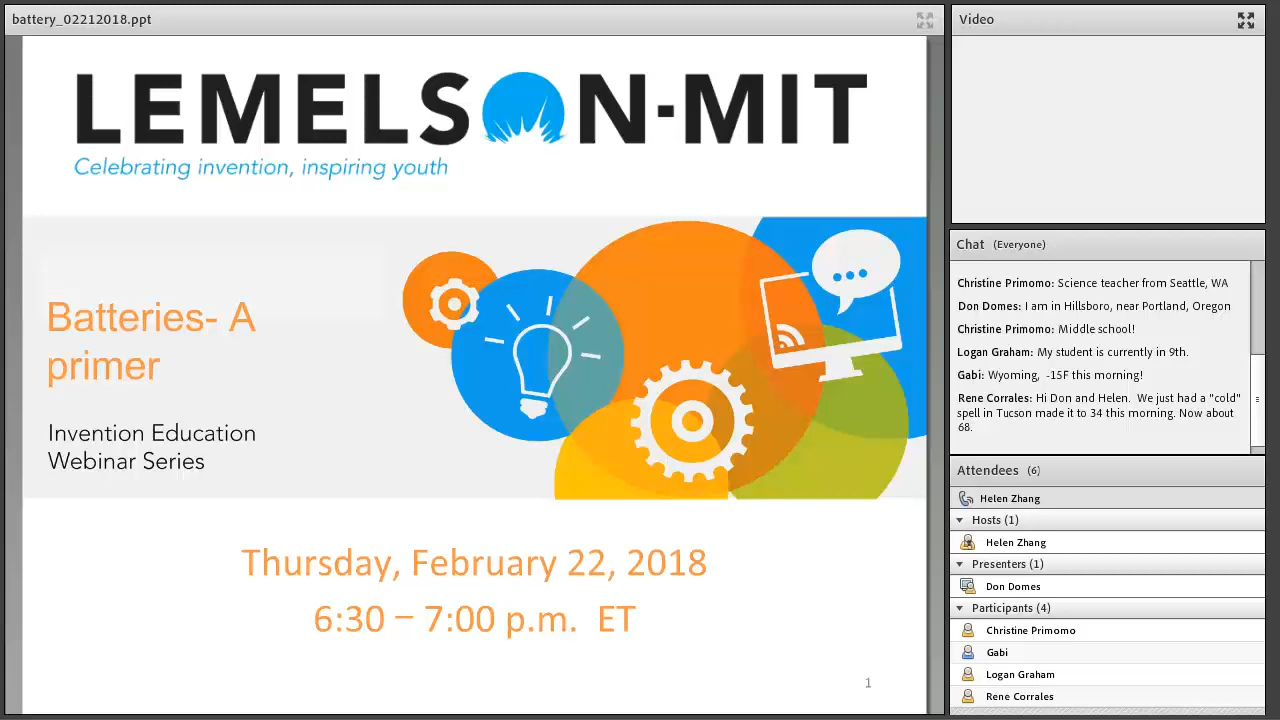 battery_02212018.ppt
LEMELSON-MIT
Celebrating invention, inspiring youth
Batteries- A
primer
Invention Education
Webinar Series
Thursday, February 22, 2018
6:30 – 7:00 p.m. ET
1
Video
Chat (Everyone)
Christine Primomo: Science teacher from Seattle, WA
Don Domes: I am in Hillsboro, near Portland, Oregon
Christine Primomo: Middle school!
Logan Graham: My student is currently in 9th.
Gabi: Wyoming, -15F this morning!
Rene Corrales: Hi Don and Helen. We just had a "cold"
spell in Tucson made it to 34 this morning. Now about
68.
Attendees (6)
Helen Zhang
Hosts (1)
Helen Zhang
Presenters (1)
Don Domes
Participants (4)
Christine Primomo
Gabi
Logan Graham
Rene Corrales